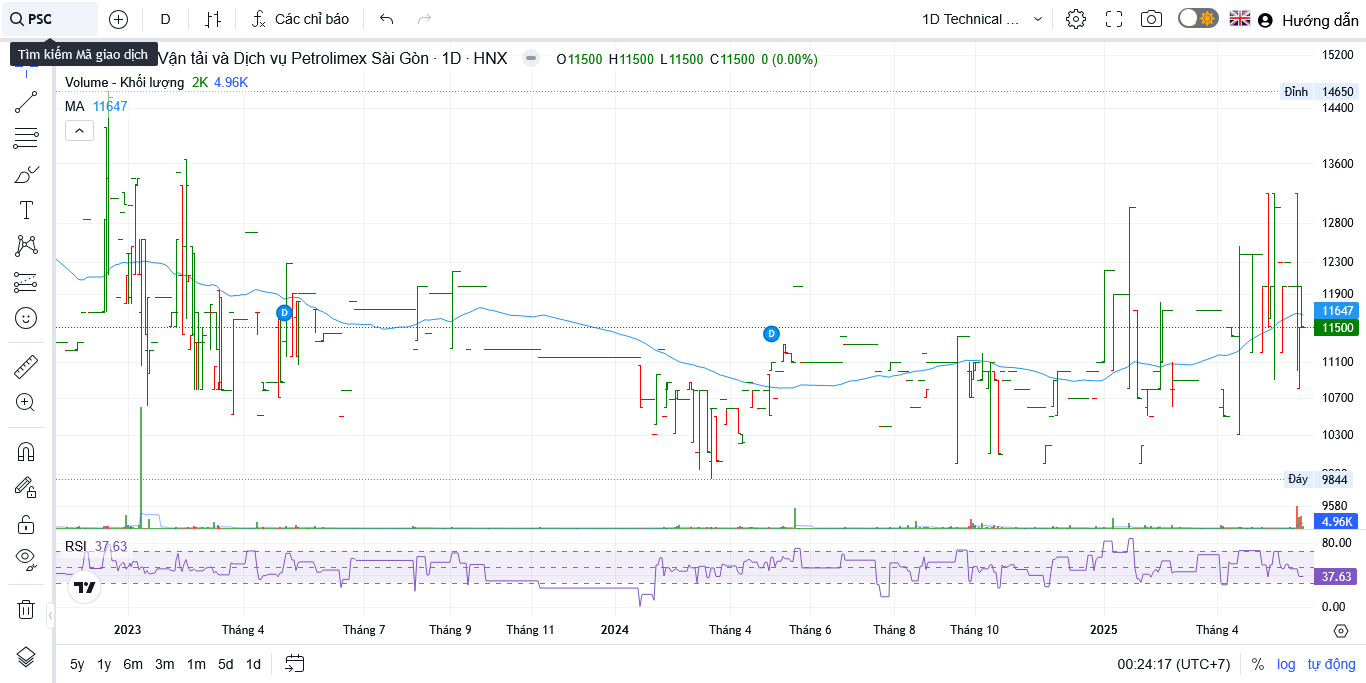 PSC D Các chỉ báo 1D Technical ... Hướng dẫn
Tìm kiếm Mã giao dịch
Vận tải và Dịch vụ Petrolimex Sài Gòn · 1D · HNX O11500 H11500 L11500 C11500 0 (0.00%)
Volume - Khối lượng 2K 4.96K
MA 11647
15200
Đỉnh 14650
14400
13600
12800
12300
11900
11647
11500
11100
10700
10300
Đáy 9844
9580
4.96K
D
D
RSI 37.63
80.00
37.63
0.00
2023 Tháng 4 Tháng 7 Tháng 9 Tháng 11 2024 Tháng 4 Tháng 6 Tháng 8 Tháng 10 2025 Tháng 4
5y 1y 6m 3m 1m 5d 1d 00:24:17 (UTC+7) % log tự động